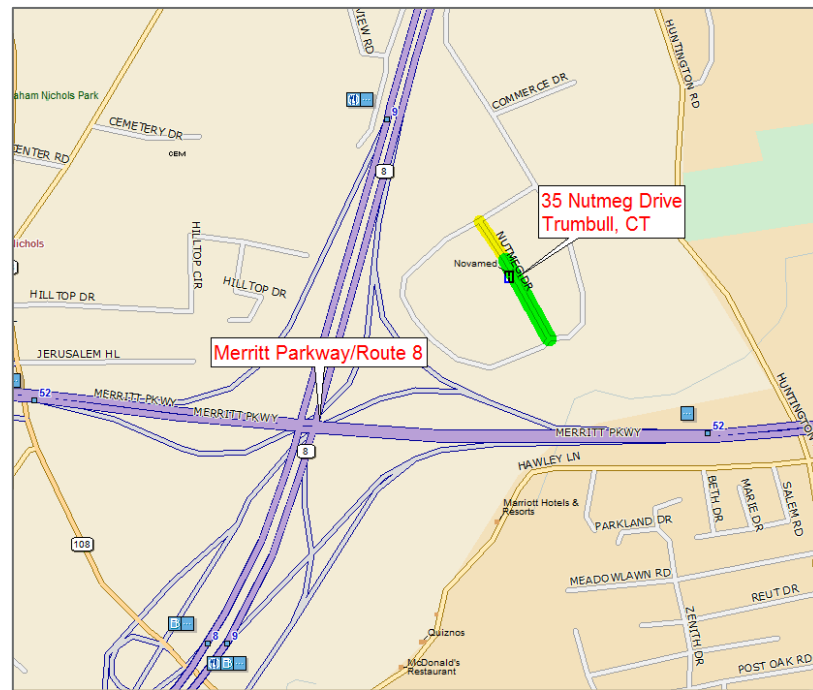 VIEW RD
HUNTINGTON RD
COMMERCE DR
aham Nichols Park
9
CEMETERY DR
CEM
CENTER RD
8
35 Nutmeg Drive
Trumbull, CT
NUTMEG DR
Novamed
Nichols
HILLTOP CIR
HILLTOP DR
HILLTOP DR
JERUSALEM HL
Merritt Parkway/Route 8
52
MERRITT PKWY
MERRITT PKWY
MERRITT PKWY
52
HUNTINGTON
8
HAWLEY LN
Marriott Hotels &
Resorts
BETH DR
MARIE DR
SALEM RD
PARKLAND DR
108
MEADOWLAWN RD
REUT DR
ZENITH DR
8
9
Quiznos
McDonald's
Restaurant
POST OAK RD